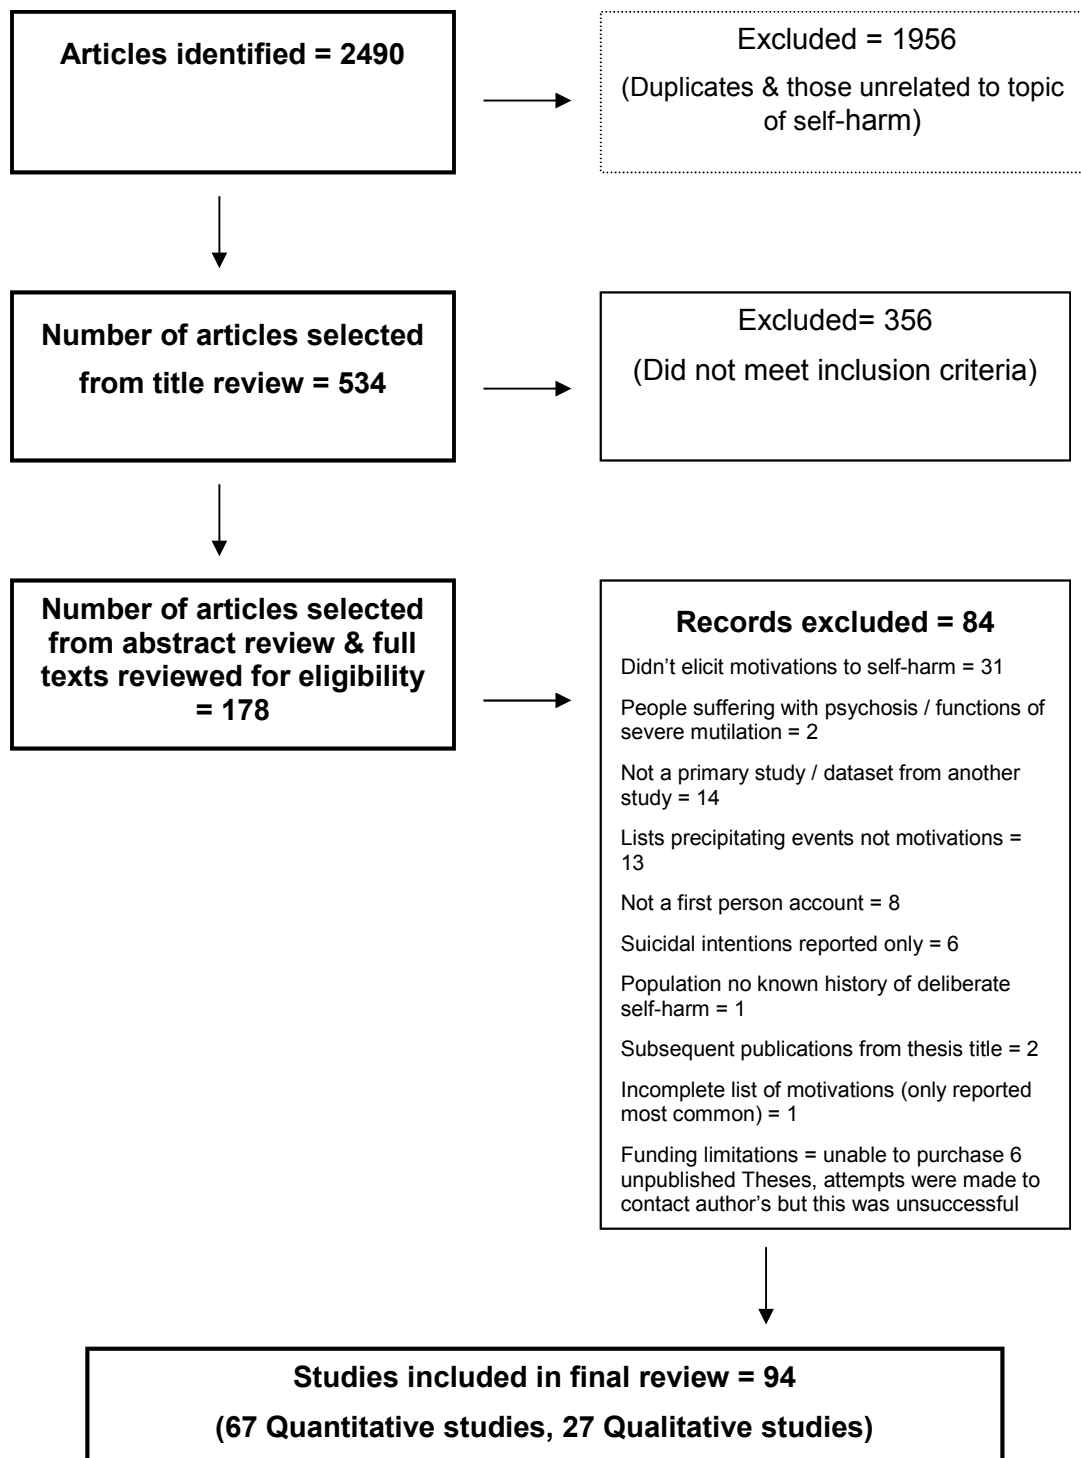 Articles identified = 2490
Excluded = 1956
(Duplicates & those unrelated to topic
of self-harm)
Number of articles selected
from title review = 534
Excluded= 356
(Did not meet inclusion criteria)
Number of articles selected
from abstract review & full
texts reviewed for eligibility
= 178
Records excluded = 84
Didn't elicit motivations to self-harm = 31
People suffering with psychosis / functions of
severe mutilation = 2
Not a primary study / dataset from another
study = 14
Lists precipitating events not motivations =
13
Not a first person account = 8
Suicidal intentions reported only = 6
Population no known history of deliberate
self-harm = 1
Subsequent publications from thesis title = 2
Incomplete list of motivations (only reported
most common) = 1
Funding limitations = unable to purchase 6
unpublished Theses, attempts were made to
contact author's but this was unsuccessful
Studies included in final review = 94
(67 Quantitative studies, 27 Qualitative studies)